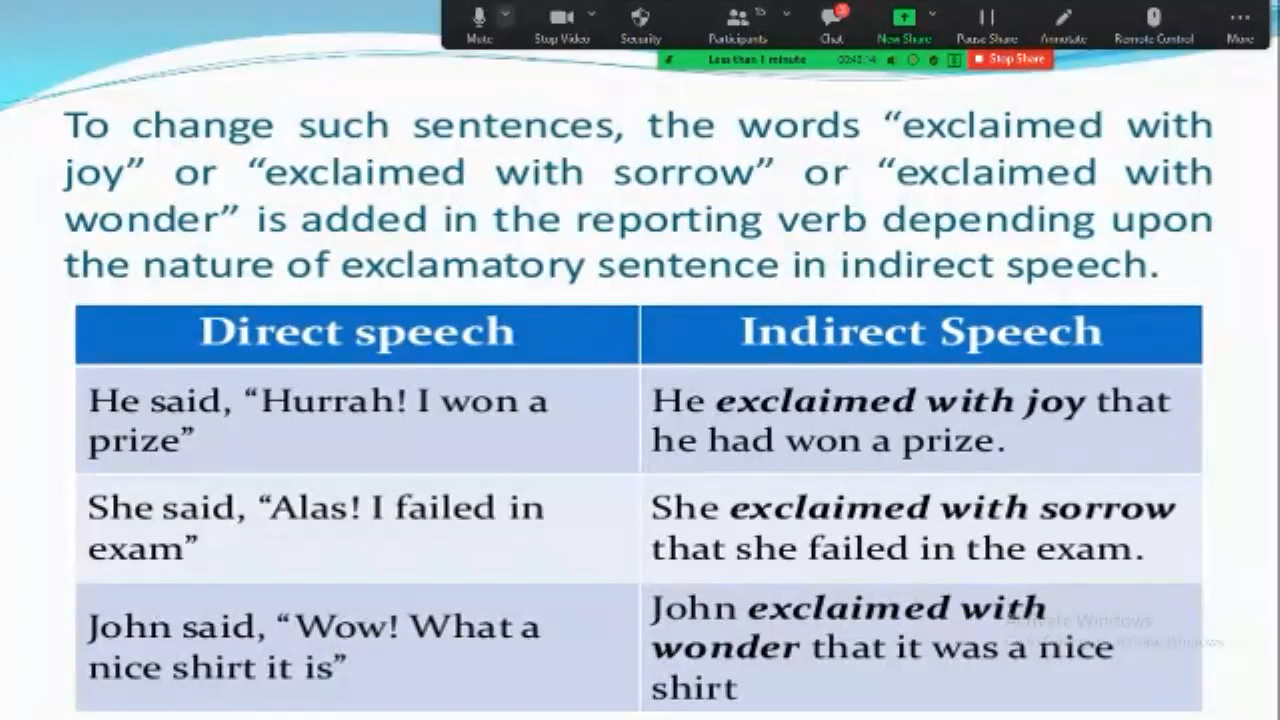 Mute Stop Video Security Participants 15 Chat New Share Pause Share Annotate Remote Control More
Less than 1 minute Stop Share
To change such sentences, the words “exclaimed with
joy” or “exclaimed with sorrow” or “exclaimed with
wonder” is added in the reporting verb depending upon
the nature of exclamatory sentence in indirect speech.
Direct speech
Indirect Speech
He said, “Hurrah! I won a
prize”
He exclaimed with joy that
he had won a prize.
She said, “Alas! I failed in
exam”
She exclaimed with sorrow
that she failed in the exam.
John said, “Wow! What a
nice shirt it is”
John exclaimed with
wonder that it was a nice
shirt
Activate Windows